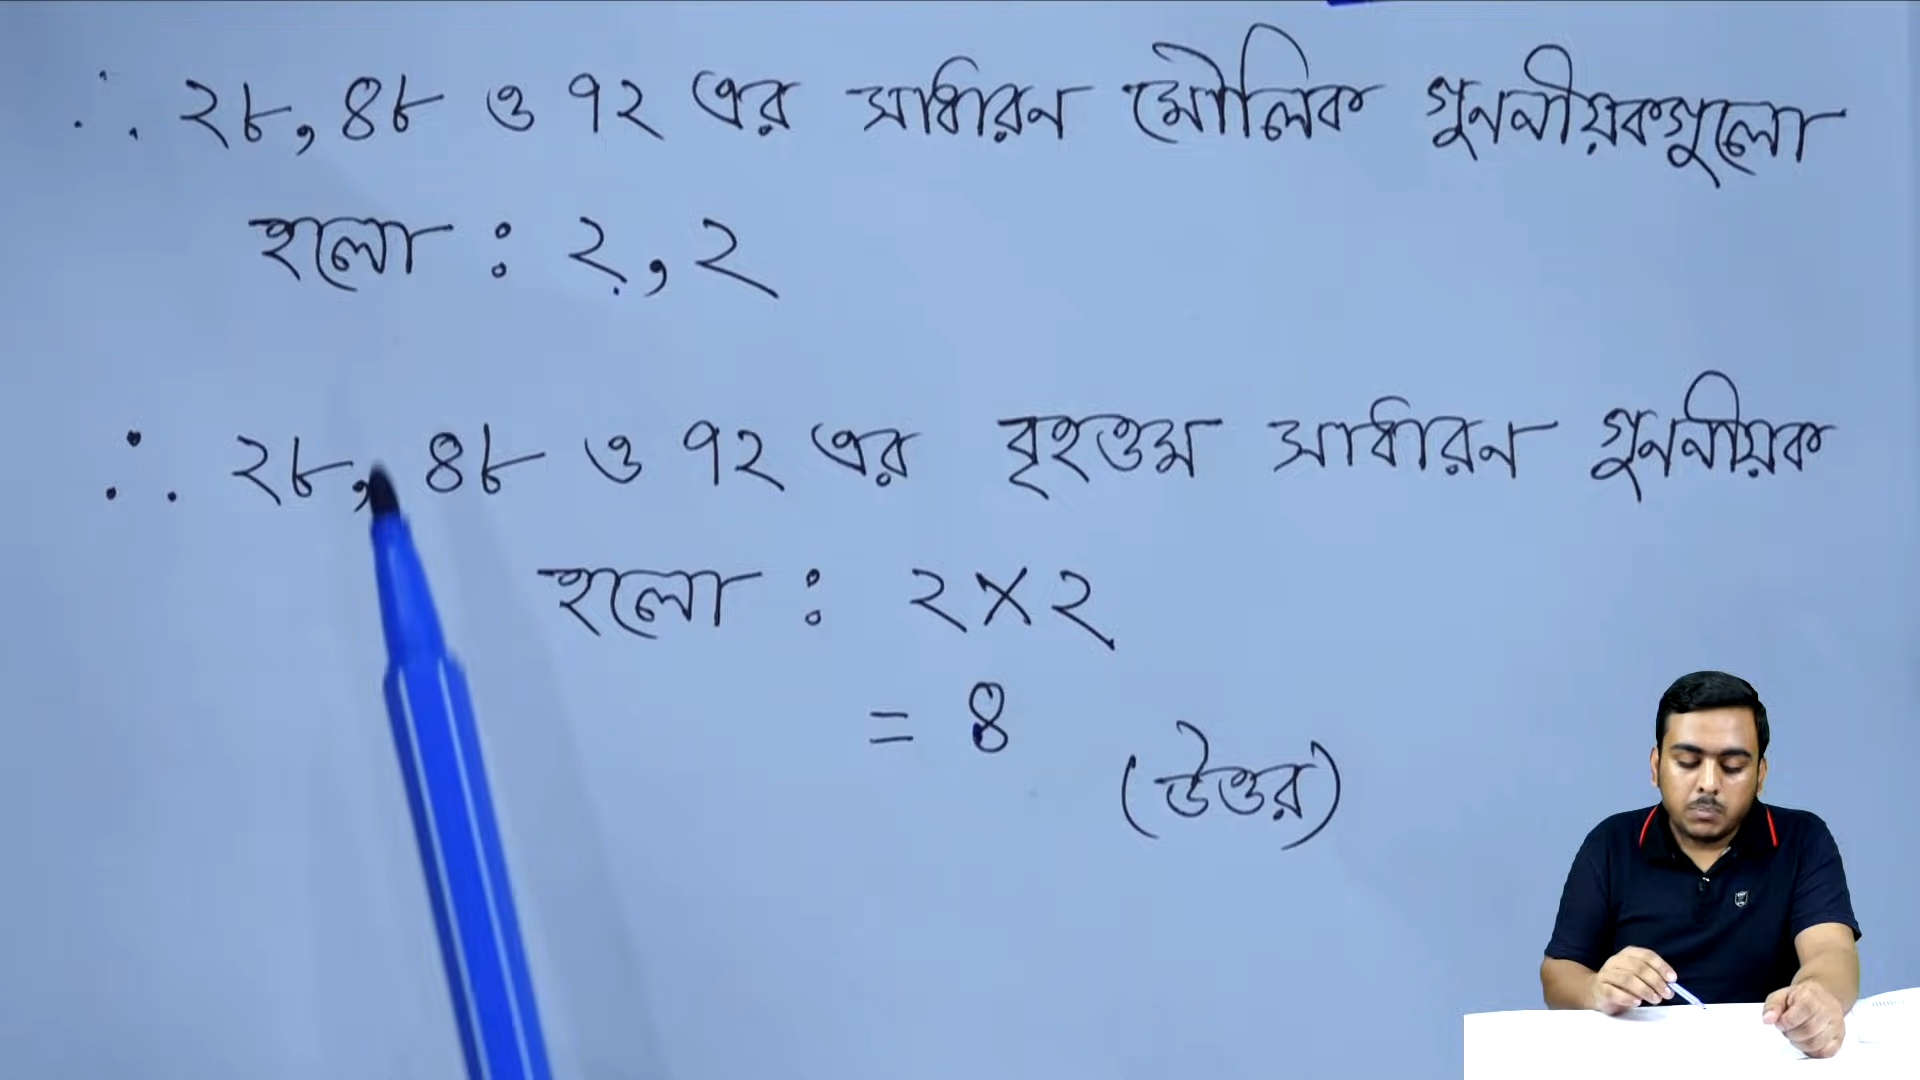 ∴ ২৮, ৪৮ ও ৭২ এর সাধারন মৌলিক গুননীয়কগুলো
হলো : ২, ২
∴ ২৮, ৪৮ ও ৭২ এর বৃহত্তম সাধারন গুননীয়ক
হলো : ২×২
= ৪
(উত্তর)